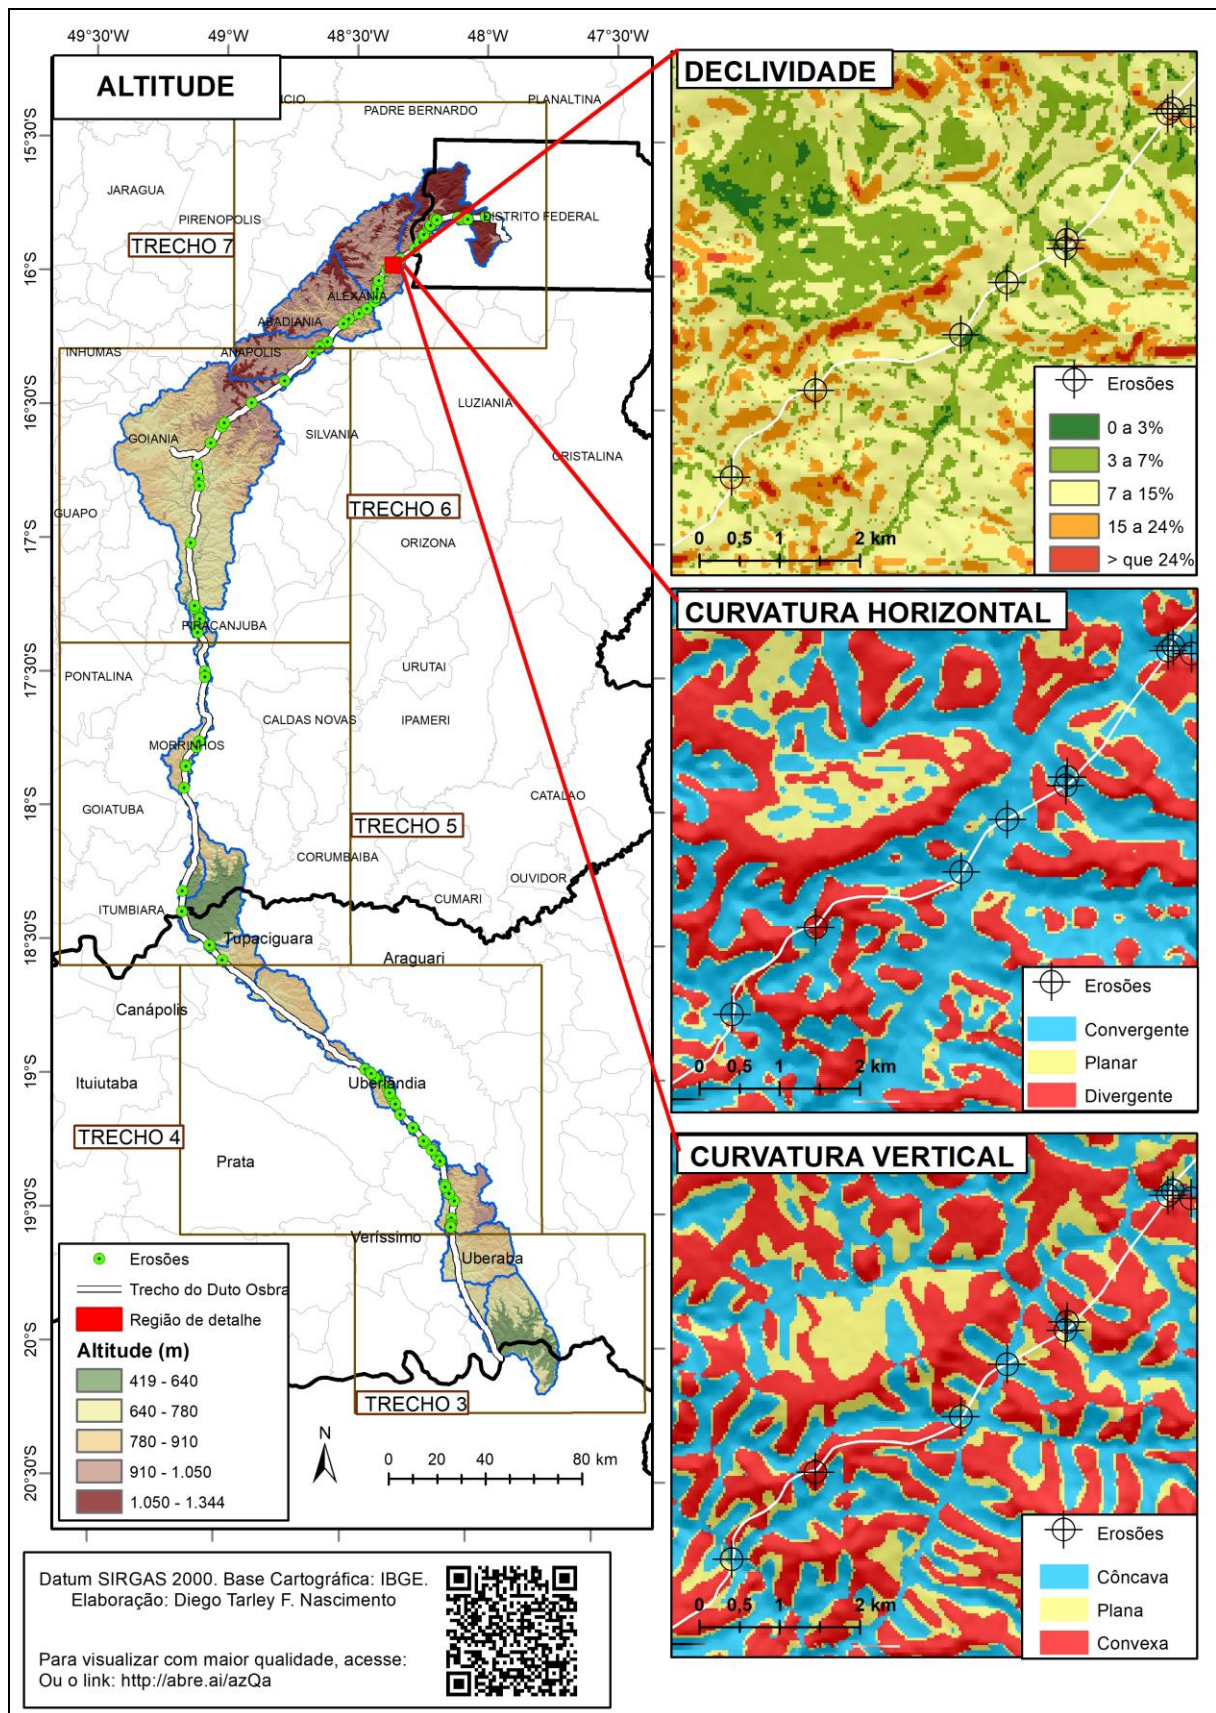 49°30'W
49°W
48°30'W
48°W
47°30'W
ALTITUDE
CIO
PADRE BERNARDO
PLANALTINA
15°30'S
JARAGUA
PIRENOPOLIS
DISTRITO FEDERAL
TRECHO 7
16°S
ALEXANIA
ABADIANIA
INHUMAS
ANAPOLIS
16°30'S
LUZIANIA
GOIANIA
SILVANIA
CRISTALINA
GUAPO
TRECHO 6
17°S
ORIZONA
PIRACANJUBA
17°30'S
PONTALINA
URUTAI
CALDAS NOVAS
IPAMERI
MORRINHOS
18°S
GOIATUBA
CATALAO
TRECHO 5
CORUMBAIBA
OUVIDOR
ITUMBIARA
CUMARI
18°30'S
Tupaciguara
Araguari
Canápolis
19°S
Ituiutaba
Uberlândia
TRECHO 4
Prata
19°30'S
Veríssimo
Uberaba
Erosões
Trecho do Duto Osbra
Região de detalhe
20°S
Altitude (m)
419 - 640
640 - 780
780 - 910
910 - 1.050
1.050 - 1.344
TRECHO 3
N
0 20 40 80 km
20°30'S
DECLIVIDADE
Erosões
0 a 3%
3 a 7%
7 a 15%
15 a 24%
> que 24%
0 0,5 1 2 km
CURVATURA HORIZONTAL
Erosões
Convergente
Planar
Divergente
0 0,5 1 2 km
CURVATURA VERTICAL
Erosões
Côncava
Plana
Convexa
0 0,5 1 2 km
Datum SIRGAS 2000. Base Cartográfica: IBGE.
Elaboração: Diego Tarley F. Nascimento
Para visualizar com maior qualidade, acesse:
Ou o link: http://abre.ai/azQa